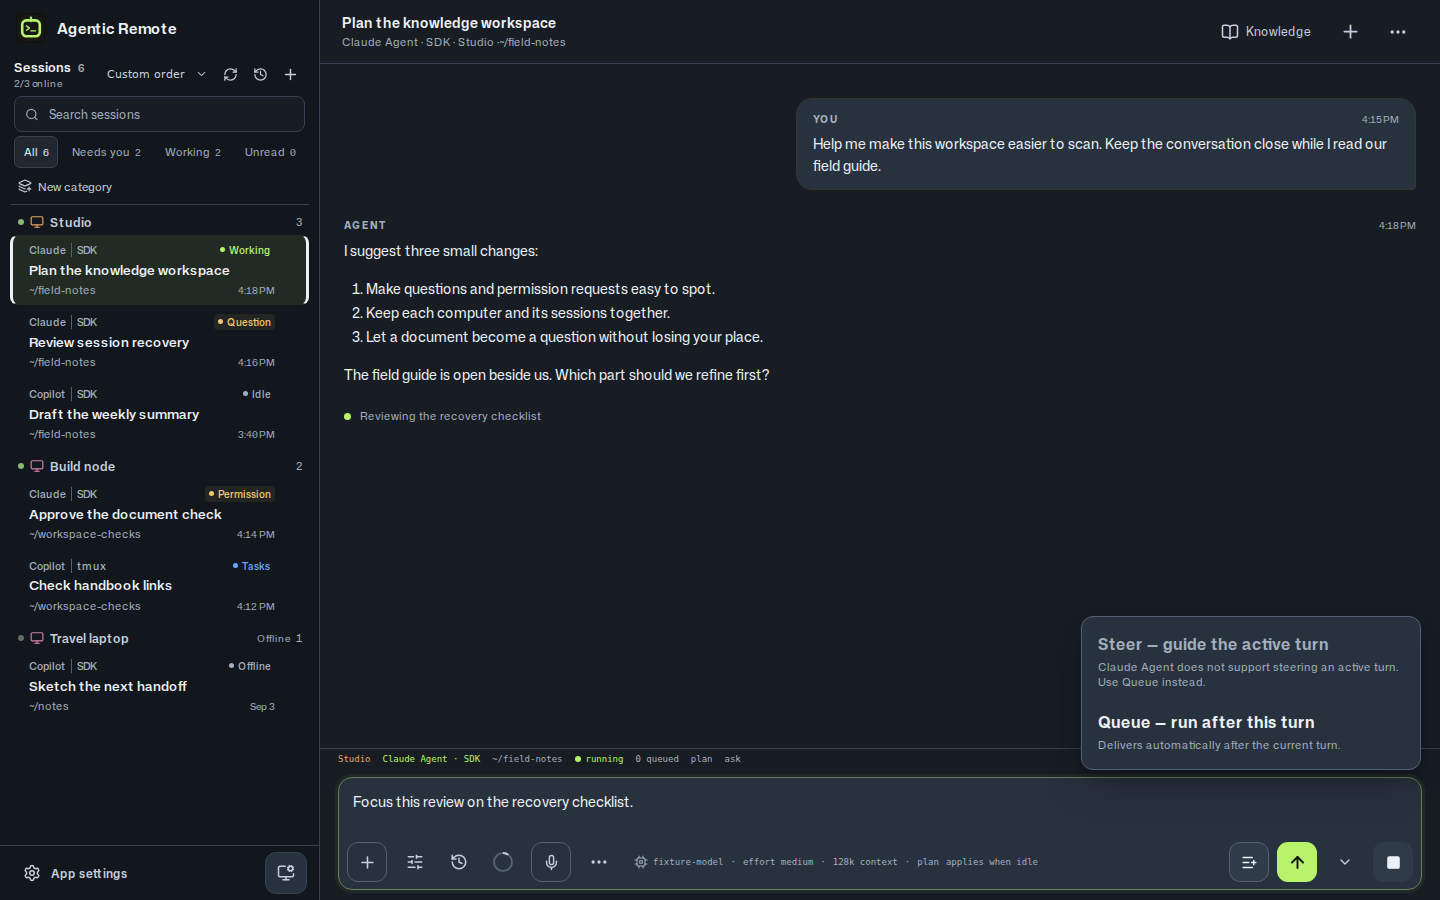 Agentic Remote
Sessions 6
2/3 online
Custom order
Search sessions
All 6
Needs you 2
Working 2
Unread 0
New category
Studio 3
Claude | SDK
Working
Plan the knowledge workspace
~/field-notes
4:18 PM
Claude | SDK
Question
Review session recovery
~/field-notes
4:16 PM
Copilot | SDK
Idle
Draft the weekly summary
~/field-notes
3:40 PM
Build node 2
Claude | SDK
Permission
Approve the document check
~/workspace-checks
4:14 PM
Copilot | tmux
Tasks
Check handbook links
~/workspace-checks
4:12 PM
Travel laptop
Offline 1
Copilot | SDK
Offline
Sketch the next handoff
~/notes
Sep 3
App settings
Plan the knowledge workspace
Claude Agent · SDK · Studio · ~/field-notes
Knowledge
YOU
4:15 PM
Help me make this workspace easier to scan. Keep the conversation close while I read our
field guide.
AGENT
4:18 PM
I suggest three small changes:
1. Make questions and permission requests easy to spot.
2. Keep each computer and its sessions together.
3. Let a document become a question without losing your place.
The field guide is open beside us. Which part should we refine first?
Reviewing the recovery checklist
Steer – guide the active turn
Claude Agent does not support steering an active turn.
Use Queue instead.
Queue – run after this turn
Delivers automatically after the current turn.
Studio Claude Agent · SDK ~/field-notes running 0 queued plan ask
Focus this review on the recovery checklist.
fixture-model · effort medium · 128k context · plan applies when idle